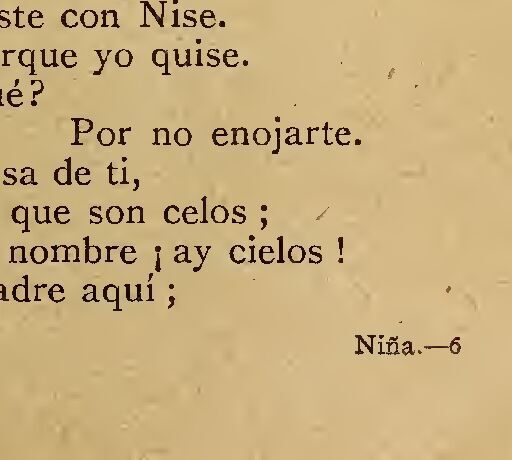 ste con Nise.
rque yo quise.
ué?
Por no enojarte.
sa de ti,
que son celos ;
nombre ¡ ay cielos !
adre aquí ;
Niña.—6